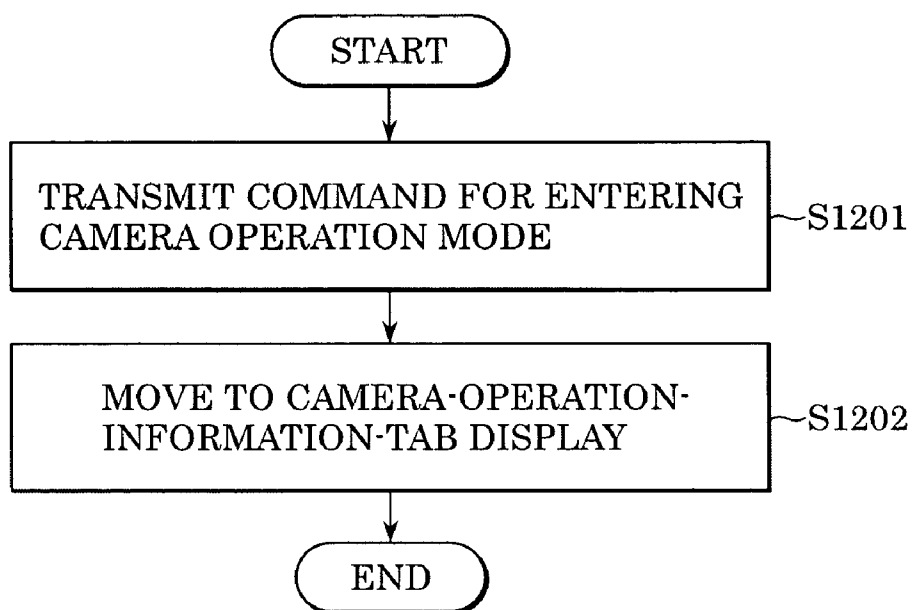 START
TRANSMIT COMMAND FOR ENTERING
CAMERA OPERATION MODE
S1201
MOVE TO CAMERA-OPERATION-
INFORMATION-TAB DISPLAY
S1202
END